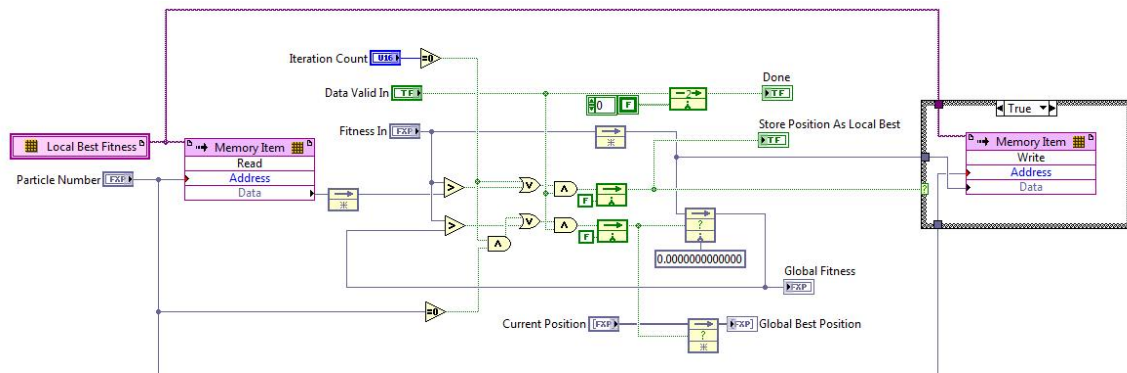 Iteration Count
U16
=0
Data Valid In
TF
0
F
2
Done
TF
True
Fitness In
FXP
Store Position As Local Best
TF
Local Best Fitness
Memory Item
Read
Address
Data
Memory Item
Write
Address
Data
Particle Number
FXP
>
V
Λ
F
?
>
V
Λ
F
?
Λ
0.0000000000000
Global Fitness
FXP
=0
Current Position
[FXP]
?
[FXP]
Global Best Position